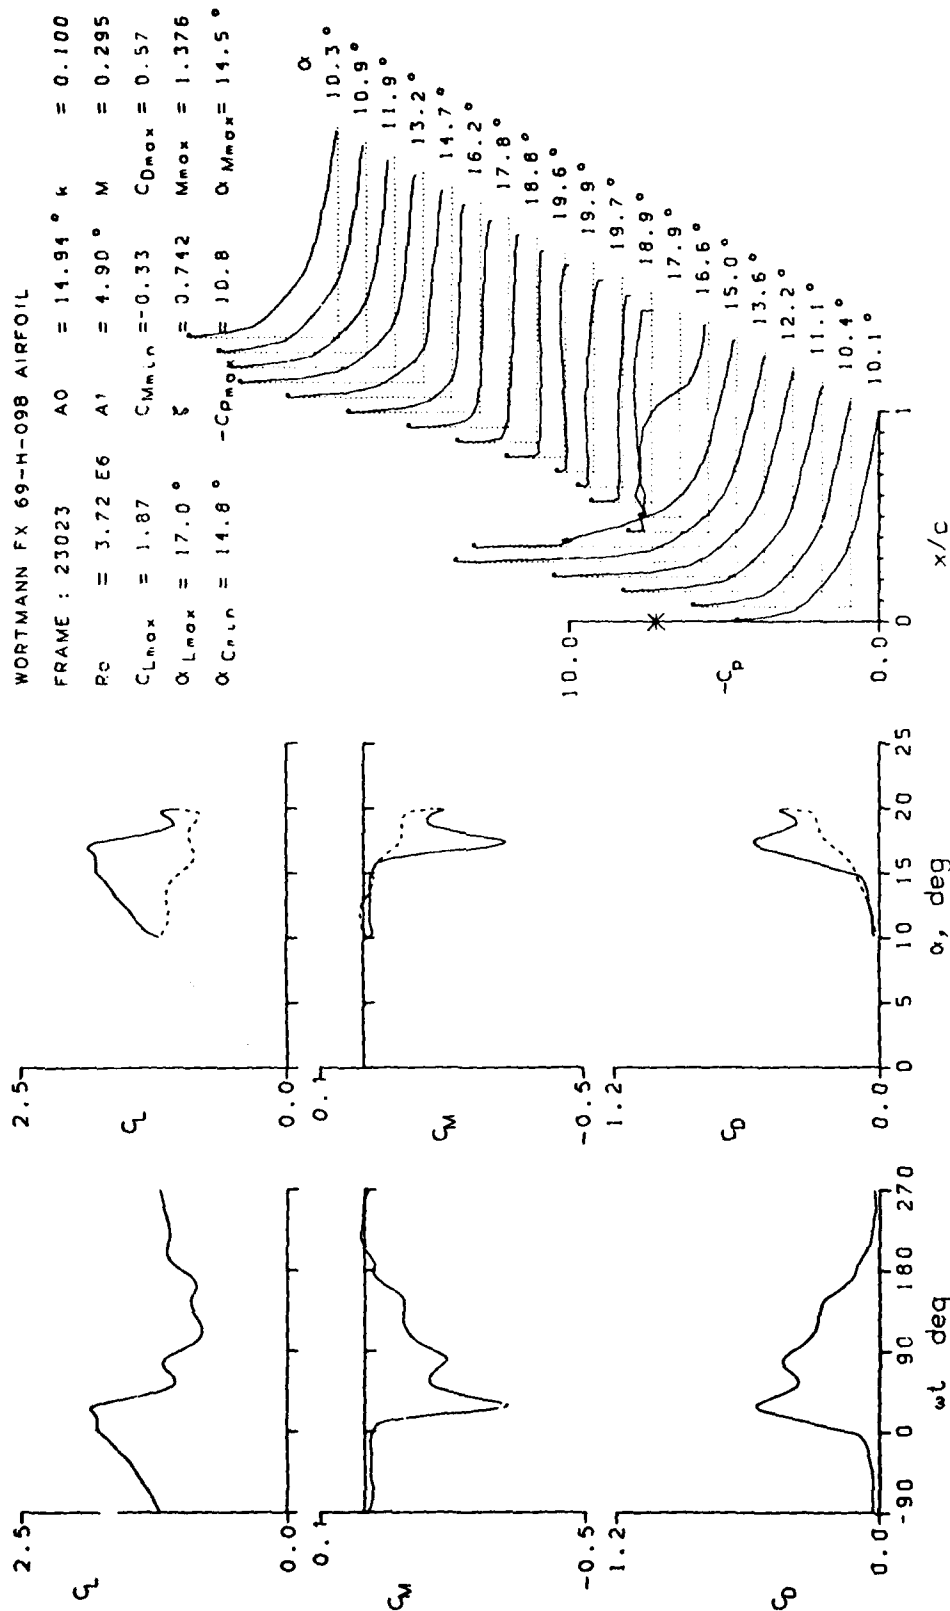 WORTMANN FX 69-H-098 AIRFOIL
FRAME : 23023 A0 = 14.94 ° k = 0.100
Re = 3.72 E6 A1 = 4.90 ° M = 0.295
CLmax = 1.87 CMmin =-0.33 CDmax = 0.57
αLmax = 17.0 ° ζ = 0.742 Mmax = 1.376
αCmin = 14.8 ° -CPmax = 10.8 αMmax = 14.5 °
α
10.3 °
10.9 °
11.9 °
13.2 °
14.7 °
16.2 °
17.8 °
18.8 °
19.6 °
19.9 °
19.7 °
18.9 °
17.9 °
16.6 °
15.0 °
13.6 °
12.2 °
11.1 °
10.4 °
10.1 °
10.0
-Cp
0.0
0 1
x/c
2.5
CL
0.0
0.1
CM
-0.5
1.2
CD
0.0
-90 0 90 180 270
ωt deg
2.5
CL
0.0
0.1
CM
-0.5
1.2
CD
0.0
0 5 10 15 20 25
α, deg